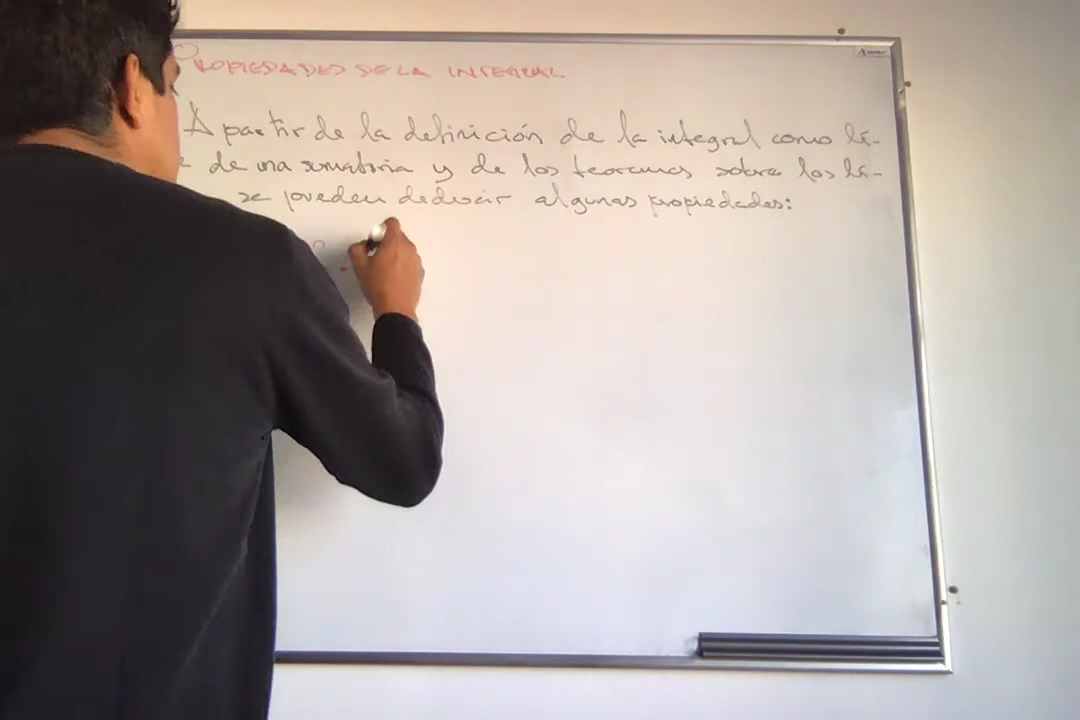 PROPIEDADES DE LA INTEGRAL
A partir de la definición de la integral como lí-
de una sumatoria y de los teoremas sobre los lí-
se pueden deducir algunas propiedades: